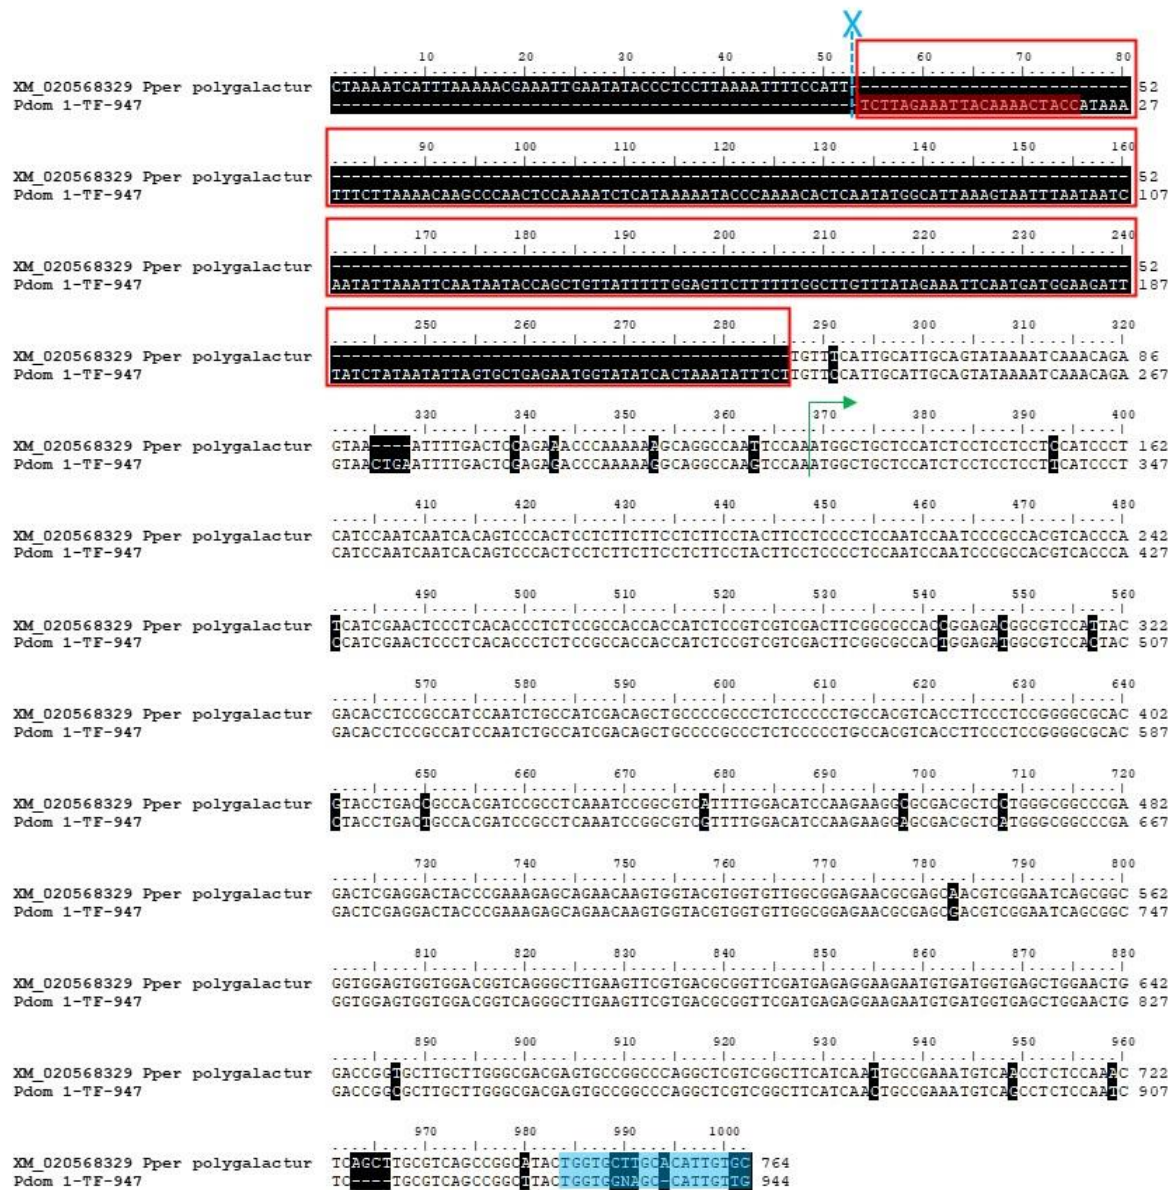 X
10 20 30 40 50 60 70 80
XM_020568329 Pper polygalactur CTAAAATCATTTAAAAACGAAATTGAATATACCCTCCTTAAAATTTTCCATT---------------------------- 52
Pdom 1-TF-947 -----------------------------------------------------TCTTAGAAATTACAAAACTACCATAAA 27
90 100 110 120 130 140 150 160
XM_020568329 Pper polygalactur -------------------------------------------------------------------------------- 52
Pdom 1-TF-947 TTTCTTAAAACAAGCCCAACTCCAAAATCTCATAAAAATACCCAAAACACTCAATATGGCATTAAAGTAATTTAATAATC 107
170 180 190 200 210 220 230 240
XM_020568329 Pper polygalactur -------------------------------------------------------------------------------- 52
Pdom 1-TF-947 AATATTAAATTCAATAATACCAGCTGTTATTTTTGGAGTTCTTTTTTGGCTTGTTTATAGAAATTCAATGATGGAAGATT 187
250 260 270 280 290 300 310 320
XM_020568329 Pper polygalactur ----------------------------------------------TGTTTCATTGCATTGCAGTATAAAATCAAACAGA 86
Pdom 1-TF-947 TATCTATAATATTAGTGCTGAGAATGGTATATCACTAAATATTTCTTGTTCCATTGCATTGCAGTATAAAATCAAACAGA 267
330 340 350 360 370 380 390 400
XM_020568329 Pper polygalactur GTAA----ATTTTGACTCCAGAAACCCAAAAAAGCAGGCCAATTCCAAATGGCTGCTCCATCTCCTCCTCCTCCATCCCT 162
Pdom 1-TF-947 GTAACTGAATTTTGACTCGAGAGACCCAAAAAGGCAGGCCAAGTCCAAATGGCTGCTCCATCTCCTCCTCCTTCATCCCT 347
410 420 430 440 450 460 470 480
XM_020568329 Pper polygalactur CATCCAATCAATCACAGTCCCACTCCTCTTCTTCCTCTTCCTACTTCCTCCCCTCCAATCCAATCCCGCCACGTCACCCA 242
Pdom 1-TF-947 CATCCAATCAATCACAGTCCCACTCCTCTTCTTCCTCTTCCTACTTCCTCCCCTCCAATCCAATCCCGCCACGTCACCCA 427
490 500 510 520 530 540 550 560
XM_020568329 Pper polygalactur TCATCGAACTCCCTCACACCCTCTCCGCCACCACCATCTCCGTCGTCGACTTCGGCGCCACCGGAGACGGCGTCCATTAC 322
Pdom 1-TF-947 CCATCGAACTCCCTCACACCCTCTCCGCCACCACCATCTCCGTCGTCGACTTCGGCGCCACTGGAGATGGCGTCCACTAC 507
570 580 590 600 610 620 630 640
XM_020568329 Pper polygalactur GACACCTCCGCCATCCAATCTGCCATCGACAGCTGCCCCGCCCTCTCCCCCTGCCACGTCACCTTCCCTCCGGGGCGCAC 402
Pdom 1-TF-947 GACACCTCCGCCATCCAATCTGCCATCGACAGCTGCCCCGCCCTCTCCCCCTGCCACGTCACCTTCCCTCCGGGGCGCAC 587
650 660 670 680 690 700 710 720
XM_020568329 Pper polygalactur GTACCTGACCGCCACGATCCGCCTCAAATCCGGCGTCATTTTGGACATCCAAGAAGGCGCGACGCTCCTGGGCGGCCCGA 482
Pdom 1-TF-947 CTACCTGACTGCCACGATCCGCCTCAAATCCGGCGTCGTTTTGGACATCCAAGAAGGAGCGACGCTCATGGGCGGCCCGA 667
730 740 750 760 770 780 790 800
XM_020568329 Pper polygalactur GACTCGAGGACTACCCGAAAGAGCAGAACAAGTGGTACGTGGTGTTGGCGGAGAACGCGAGCAACGTCGGAATCAGCGGC 562
Pdom 1-TF-947 GACTCGAGGACTACCCGAAAGAGCAGAACAAGTGGTACGTGGTGTTGGCGGAGAACGCGAGCGACGTCGGAATCAGCGGC 747
810 820 830 840 850 860 870 880
XM_020568329 Pper polygalactur GGTGGAGTGGTGGACGGTCAGGGCTTGAAGTTCGTGACGCGGTTCGATGAGAGGAAGAATGTGATGGTGAGCTGGAACTG 642
Pdom 1-TF-947 GGTGGAGTGGTGGACGGTCAGGGCTTGAAGTTCGTGACGCGGTTCGATGAGAGGAAGAATGTGATGGTGAGCTGGAACTG 827
890 900 910 920 930 940 950 960
XM_020568329 Pper polygalactur GACCGGTGCTTGCTTGGGCGACGAGTGCCGGCCCAGGCTCGTCGGCTTCATCAATTGCCGAAATGTCAACCTCTCCAAAC 722
Pdom 1-TF-947 GACCGGCGCTTGCTTGGGCGACGAGTGCCGGCCCAGGCTCGTCGGCTTCATCAACTGCCGAAATGTCAGCCTCTCCAATC 907
970 980 990 1000
XM_020568329 Pper polygalactur TCAGCTTGCGTCAGCCGGCATACTGGTGCTTGCACATTGTGC 764
Pdom 1-TF-947 TC----TGCGTCAGCCGGCTTACTGGTGGNAGC-CATTGTTG 944